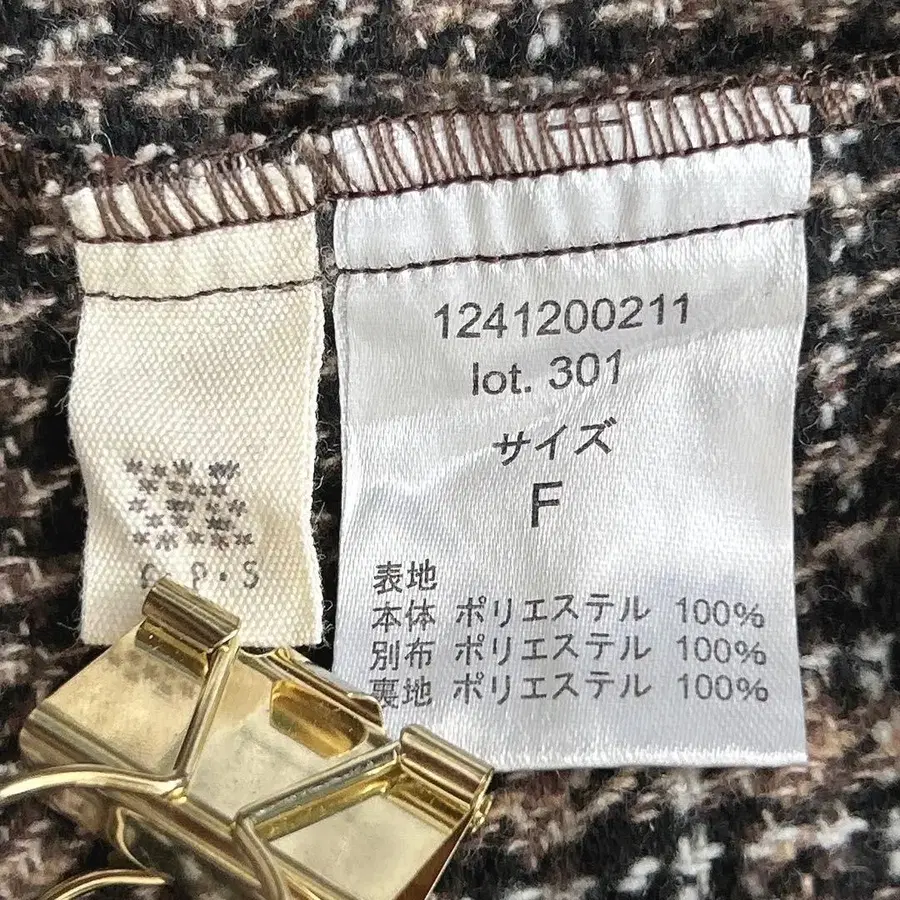 1241200211
lot. 301
サイズ
F
表地
本体 ポリエステル 100%
別布 ポリエステル 100%
裏地 ポリエステル 100%